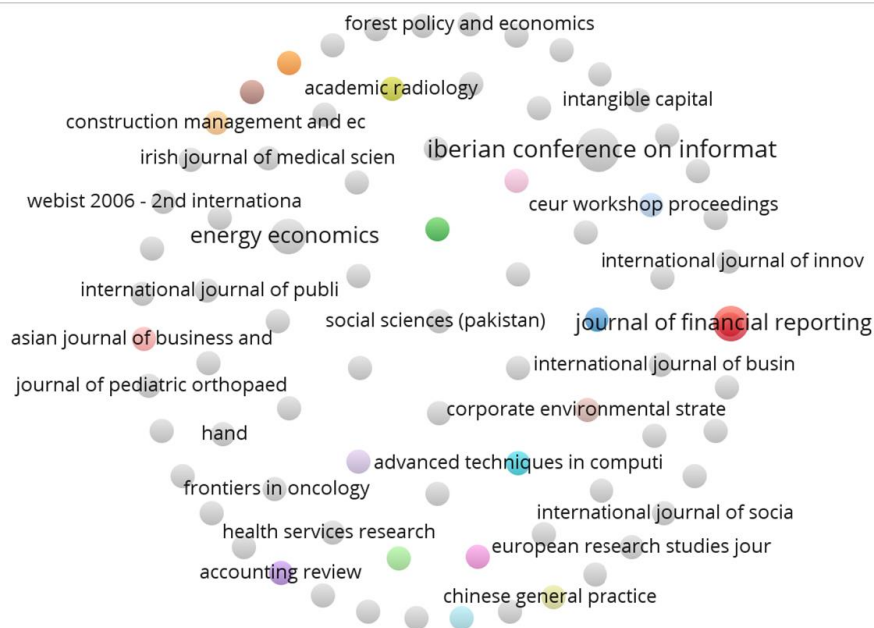 forest policy and economics
academic radiology
intangible capital
construction management and ec
iberian conference on informat
irish journal of medical scien
webist 2006 - 2nd internationa
ceur workshop proceedings
energy economics
international journal of innov
international journal of publi
social sciences (pakistan)
journal of financial reporting
asian journal of business and
international journal of busin
journal of pediatric orthopaed
corporate environmental strate
hand
advanced techniques in computi
frontiers in oncology
international journal of socia
health services research
european research studies jour
accounting review
chinese general practice